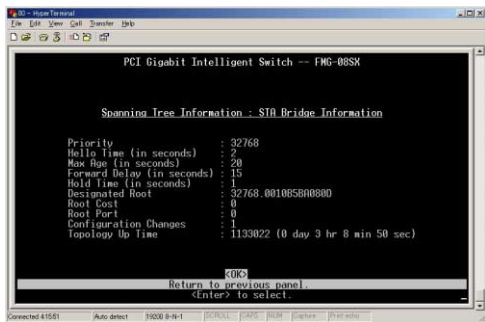 80 - HyperTerminal
File Edit View Call Transfer Help
PCI Gigabit Intelligent Switch -- FMG-08SX
Spanning Tree Information : STA Bridge Information
Priority : 32768
Hello Time (in seconds) : 2
Max Age (in seconds) : 20
Forward Delay (in seconds) : 15
Hold Time (in seconds) : 1
Designated Root : 32768.0010B5BA080D
Root Cost : 0
Root Port : 0
Configuration Changes : 1
Topology Up Time : 1133022 (0 day 3 hr 8 min 50 sec)
<OK>
Return to previous panel.
<Enter> to select.
Connected 4:15:51 Auto detect 19200 8-N-1 SCROLL CAPS NUM Capture Print echo